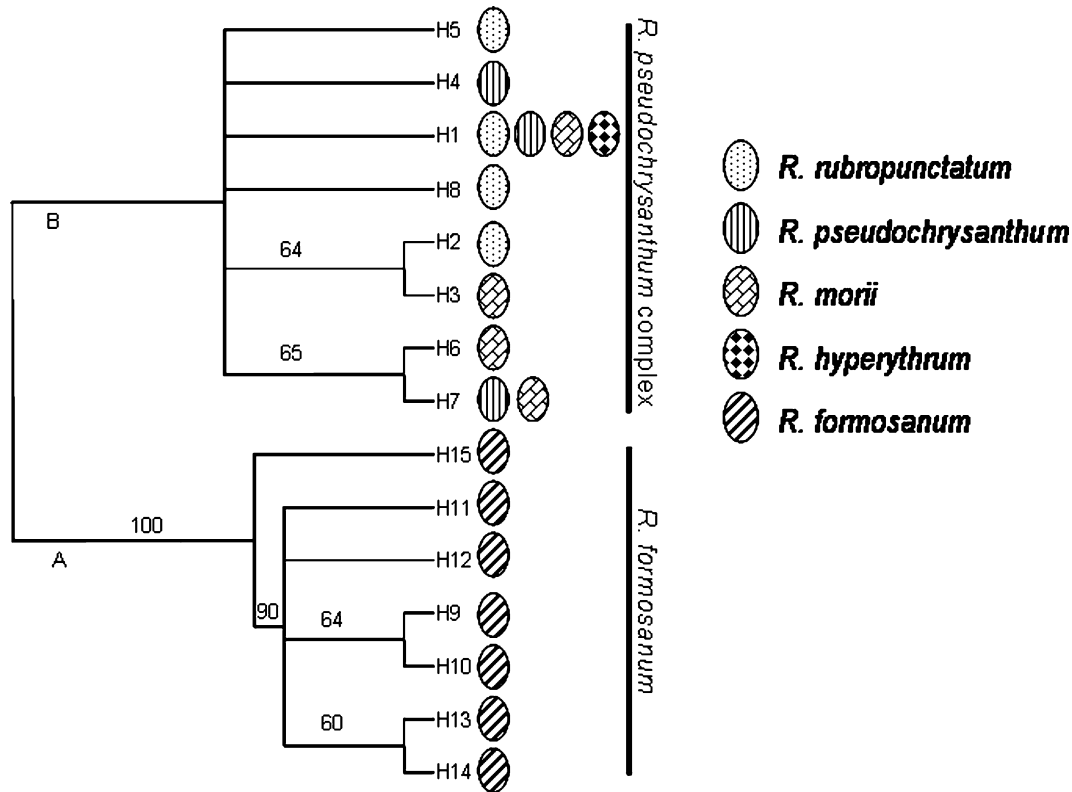 H5
H4
H1
H8
B
64
H2
H3
65
H6
H7
R. pseudochrysanthum complex
100
A
H15
90
H11
H12
64
H9
H10
60
H13
H14
R. formosanum
R. rubropunctatum
R. pseudochrysanthum
R. morii
R. hyperythrum
R. formosanum